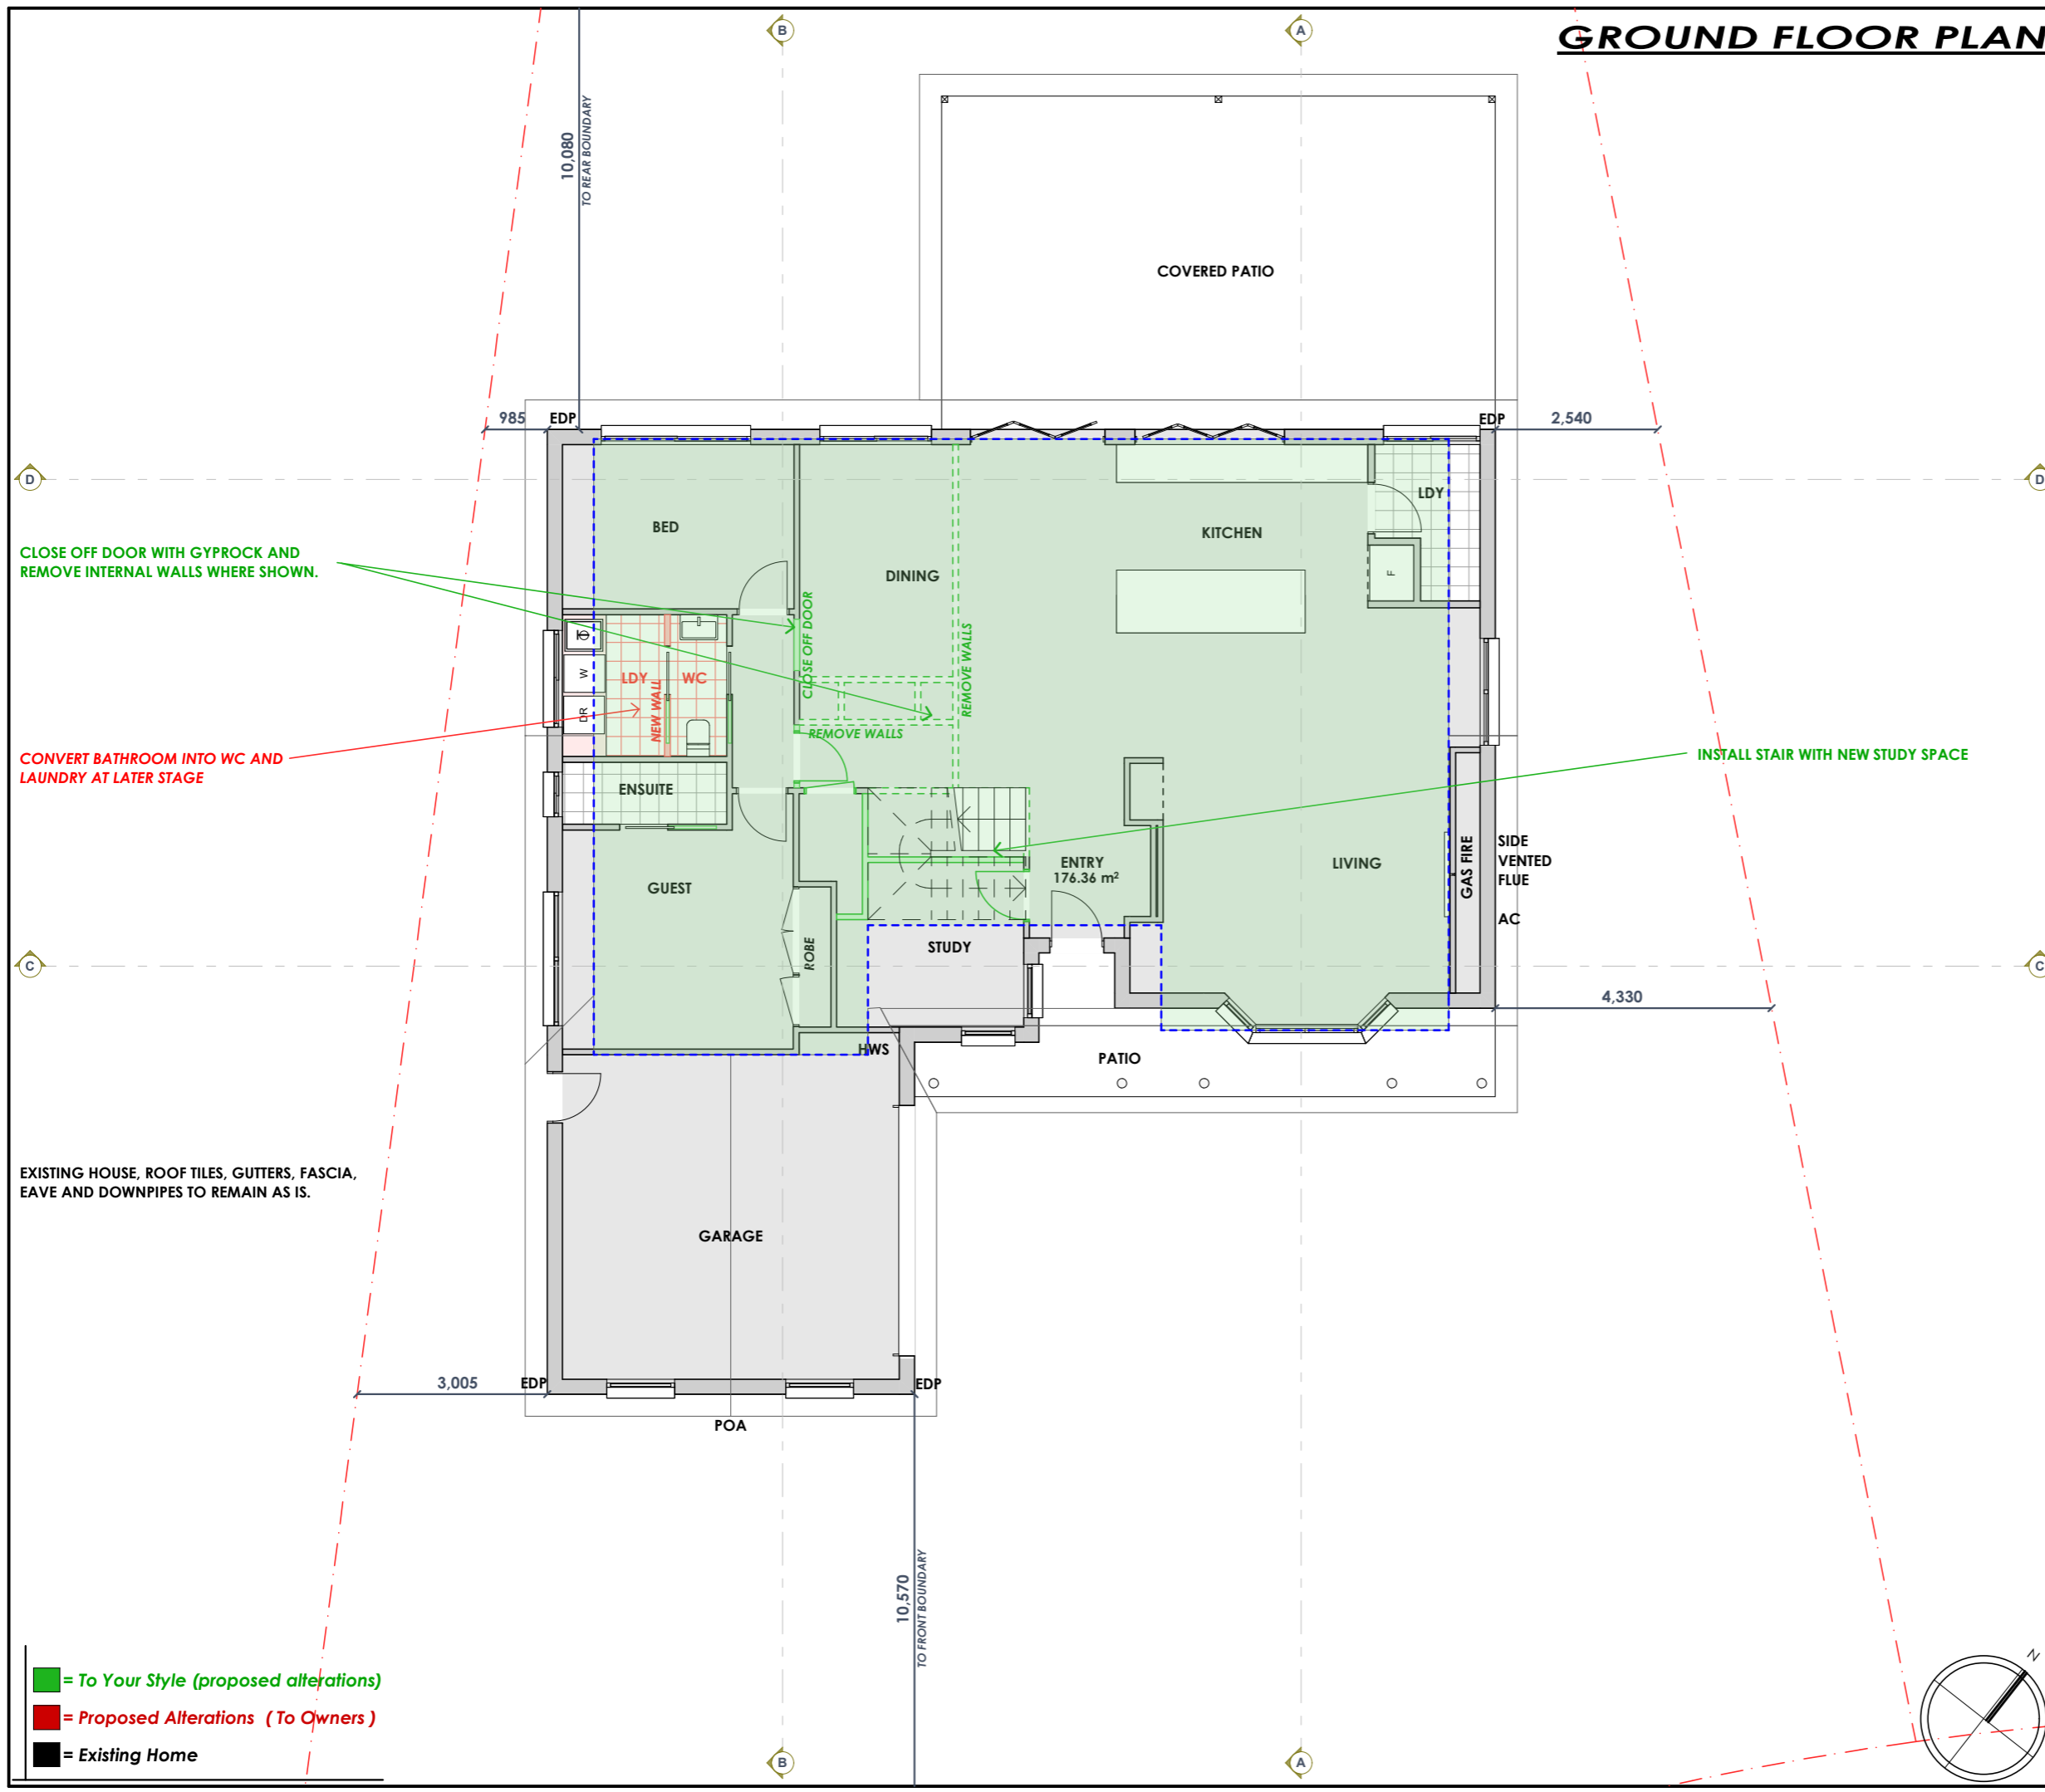 GROUND FLOOR PLAN
B
A
10,080
TO REAR BOUNDARY
COVERED PATIO
985
EDP
EDP
2,540
D
D
LDY
BED
KITCHEN
CLOSE OFF DOOR WITH GYPROCK AND
REMOVE INTERNAL WALLS WHERE SHOWN.
DINING
F
CLOSE OFF DOOR
REMOVE WALLS
W
LDY
WC
NEW WALL
DR
REMOVE WALLS
CONVERT BATHROOM INTO WC AND
LAUNDRY AT LATER STAGE
INSTALL STAIR WITH NEW STUDY SPACE
ENSUITE
GUEST
ENTRY
176.36 m²
LIVING
GAS FIRE
SIDE
VENTED
FLUE
AC
ROBE
STUDY
C
C
4,330
HWS
PATIO
EXISTING HOUSE, ROOF TILES, GUTTERS, FASCIA,
EAVE AND DOWNPIPES TO REMAIN AS IS.
GARAGE
3,005
EDP
EDP
POA
10,570
TO FRONT BOUNDARY
N
= To Your Style (proposed alterations)
= Proposed Alterations ( To Owners )
= Existing Home
B
A